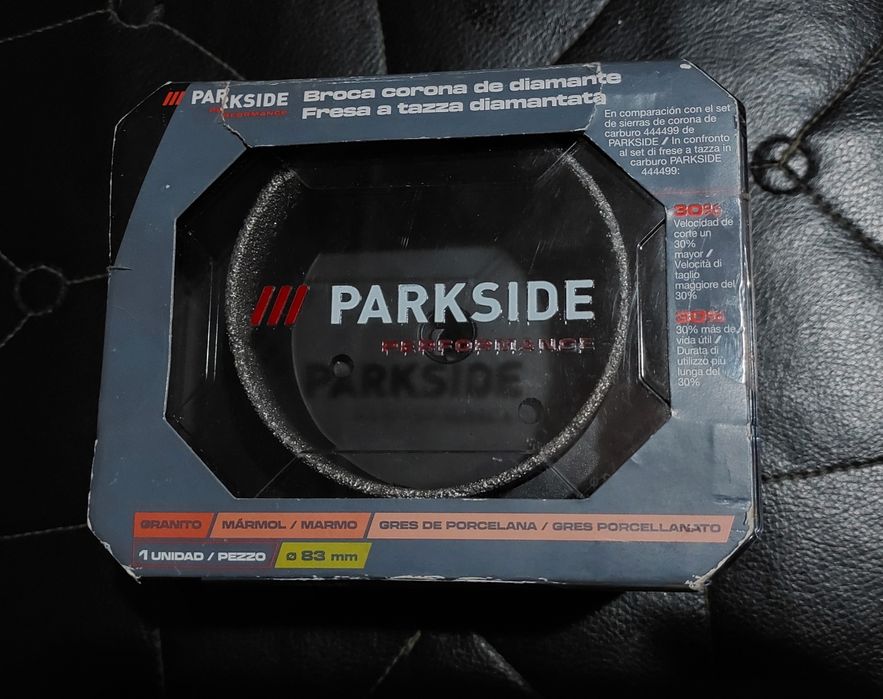 PARKSIDE
PERFORMANCE
Broca corona de diamante
Fresa a tazza diamantata
En comparación con el set
de sierras de corona de
carburo 444499 de
PARKSIDE / In confronto
al set di frese a tazza in
carburo PARKSIDE
444499:
30%
Velocidad de
corte un
30%
mayor /
Velocità di
taglio
maggiore del
30%
30%
30% más de
vida útil /
Durata di
utilizzo più
lunga del
30%
PARKSIDE
PERFORMANCE
PARKSIDE
GRANITO
MÁRMOL / MARMO
GRES DE PORCELANA / GRES PORCELLANATO
1 UNIDAD / PEZZO
ø 83 mm